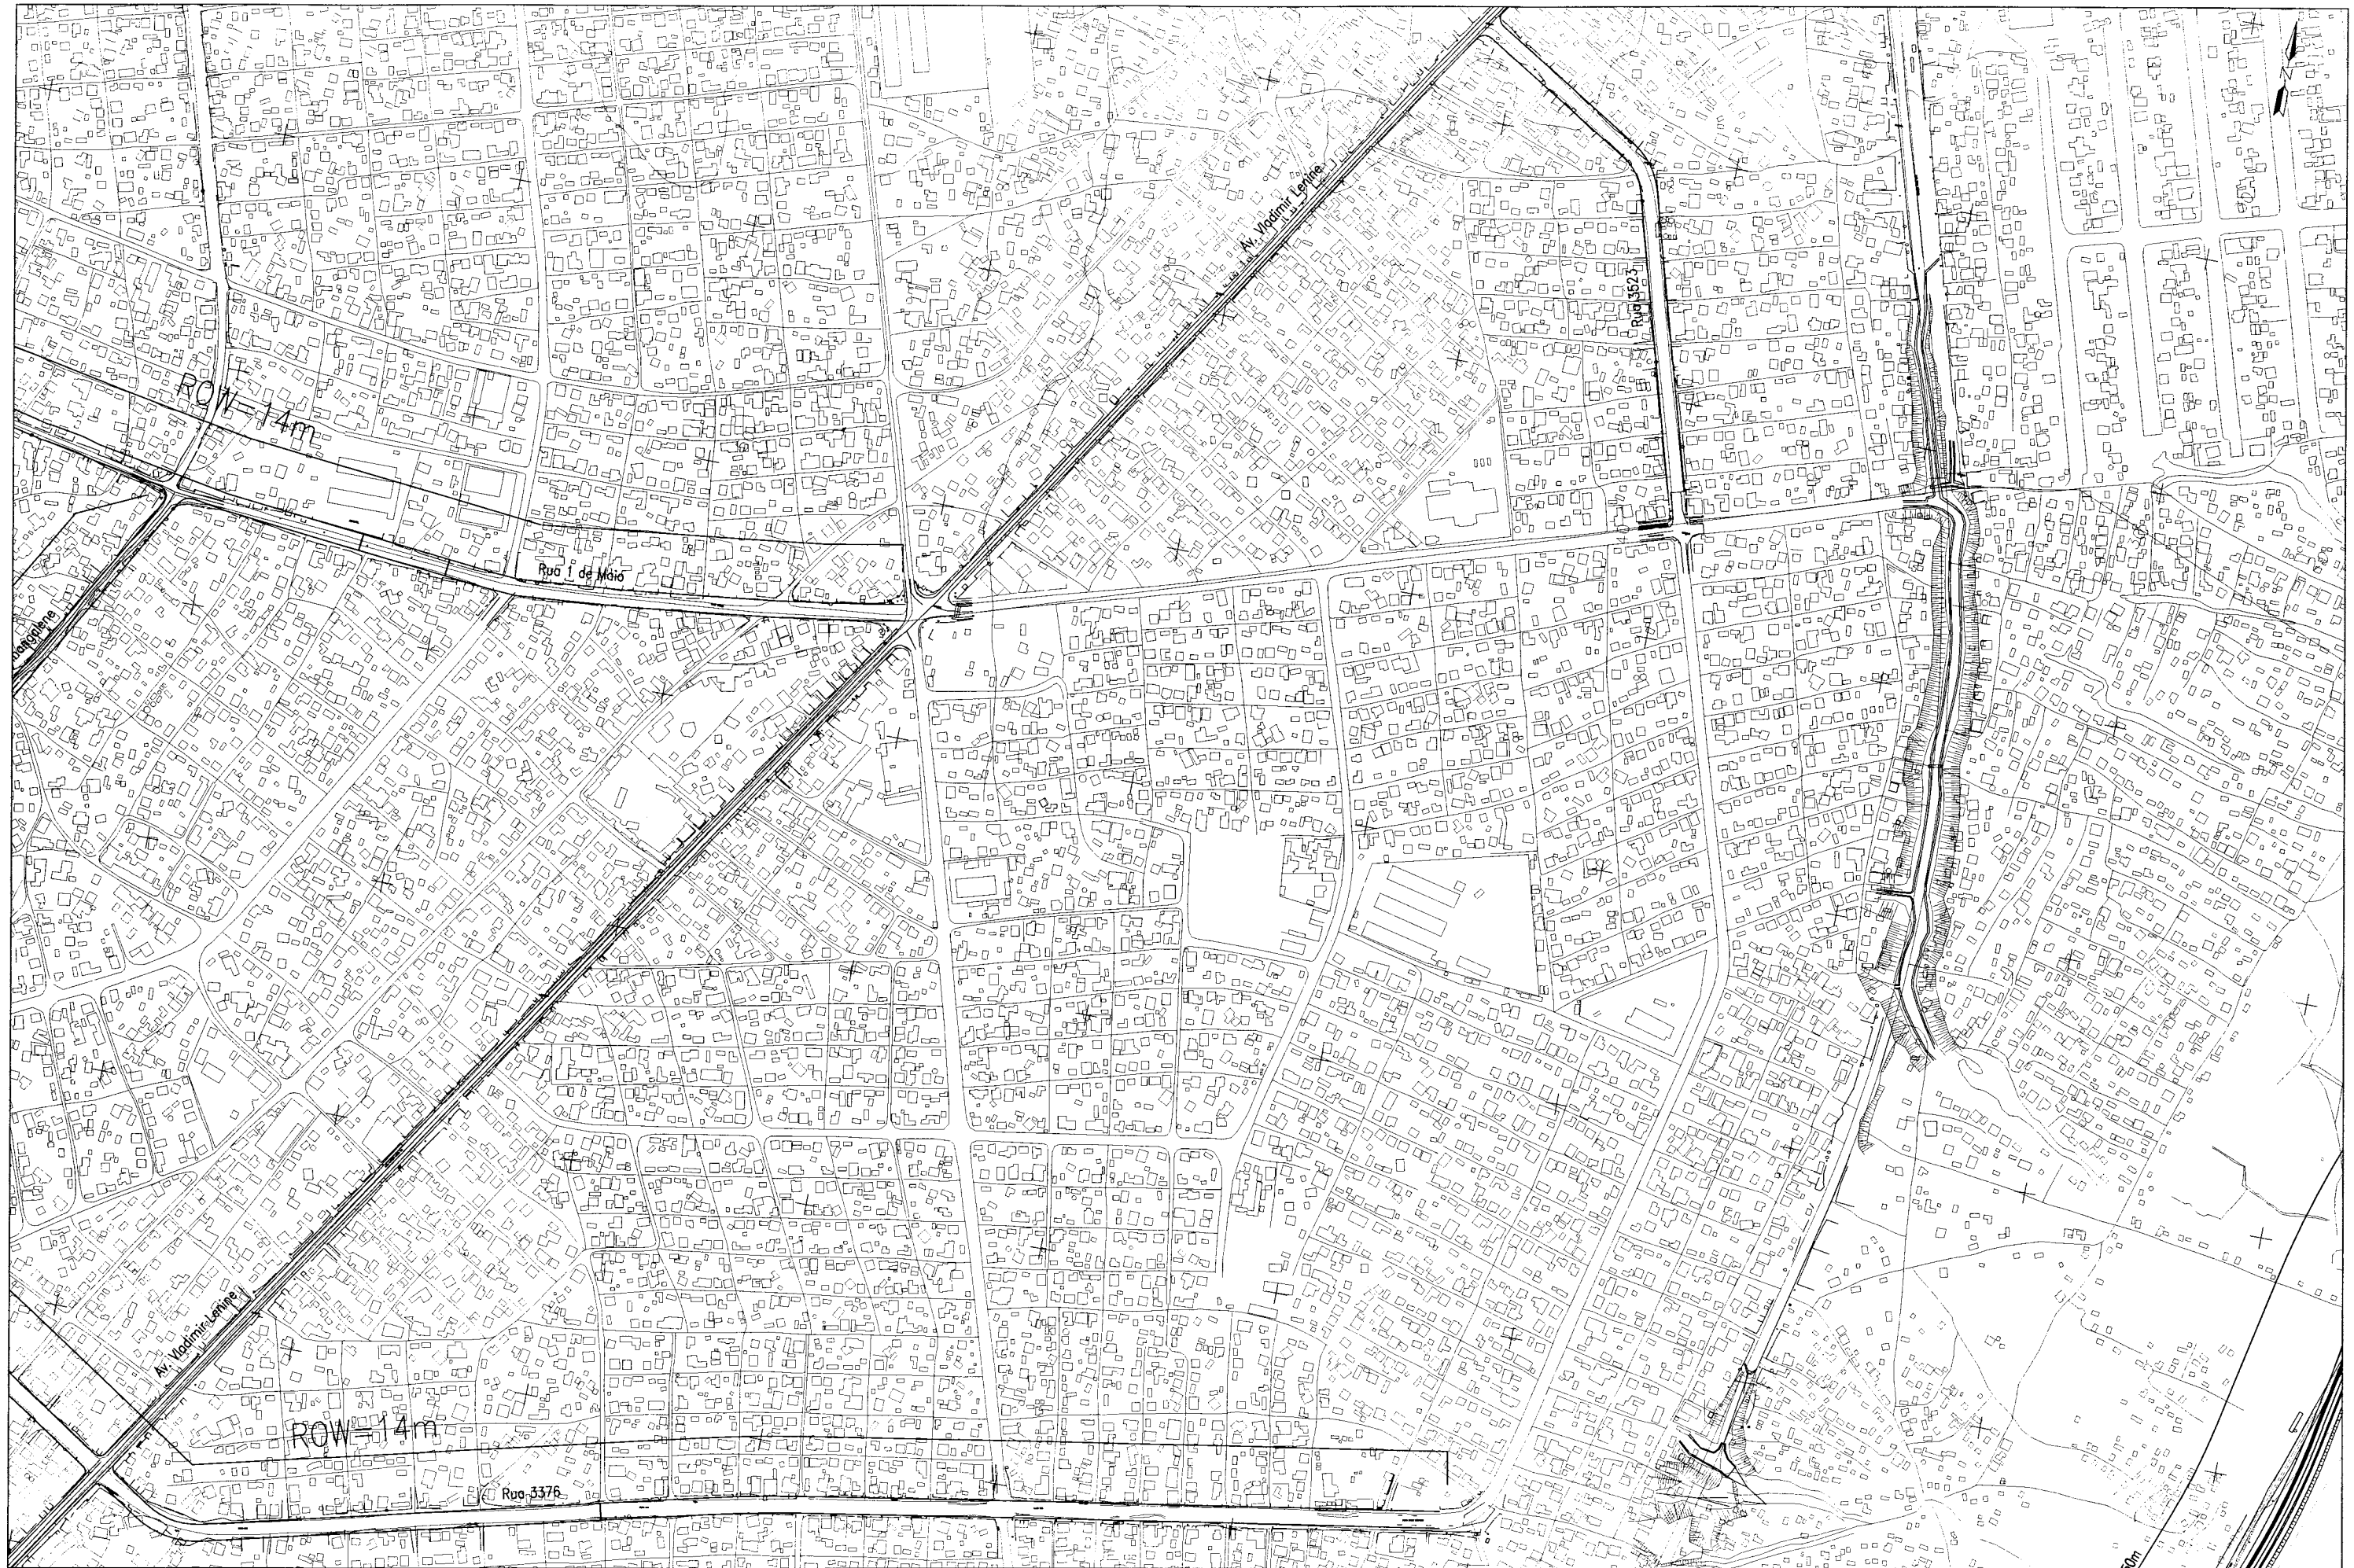 N
Av. Vladimir Lenine
Rua 3523
ROW=14m
Rua 1 de Maio
Av. Vladimir Lenine
ROW=14m
Rua 3376